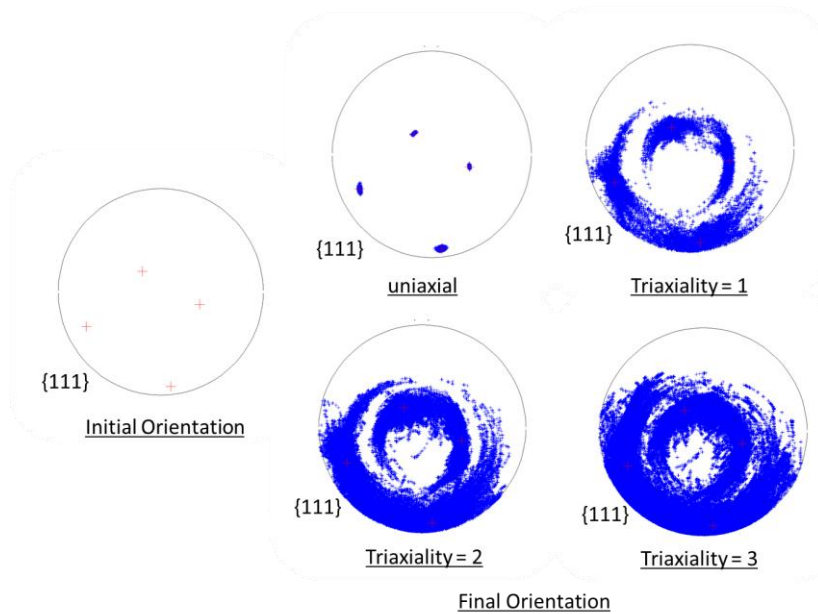 {111}
Initial Orientation
{111}
uniaxial
{111}
Triaxiality = 1
{111}
Triaxiality = 2
{111}
Triaxiality = 3
Final Orientation